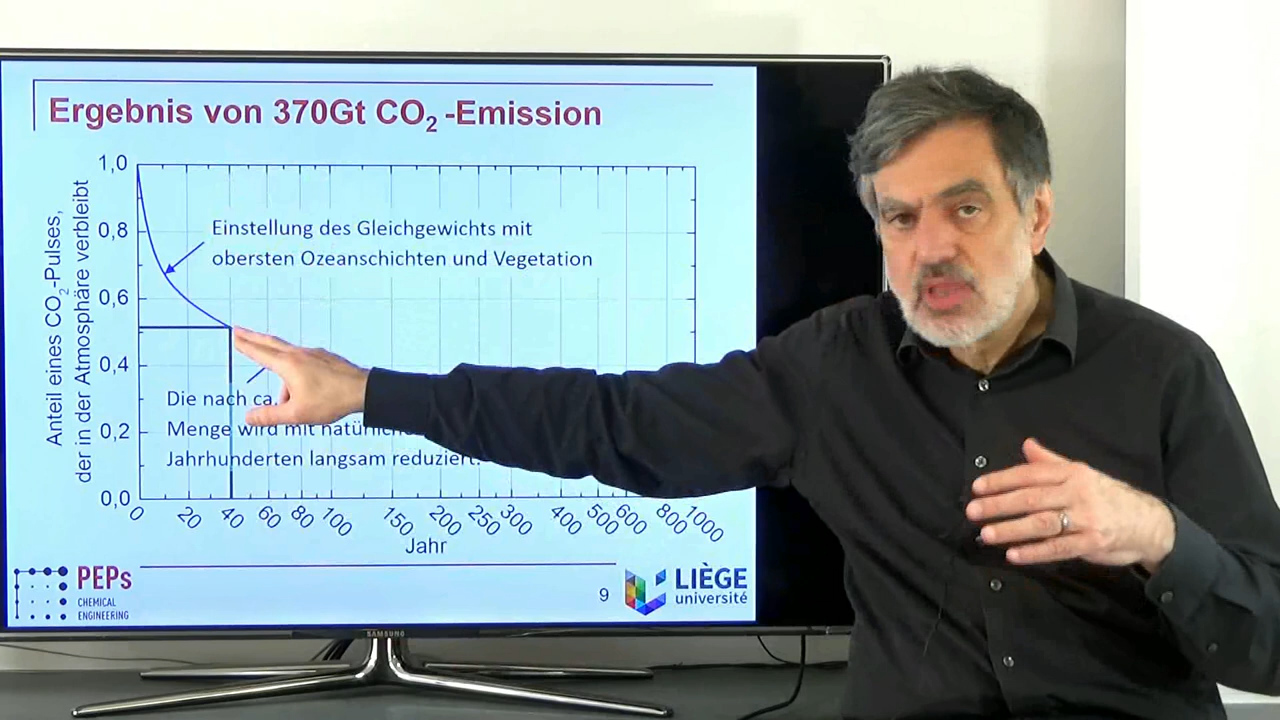 Ergebnis von 370Gt CO₂-Emission
Anteil eines CO₂-Pulses,
der in der Atmosphäre verbleibt
1,0
0,8
0,6
0,4
0,2
0,0
Einstellung des Gleichgewichts mit
obersten Ozeanschichten und Vegetation
Die nach ca.
Menge wird mit
Jahrhunderten langsam reduziert.
0 20 40 60 80 100 150 200 250 300 400 500 600 800 1000
Jahr
PEPs
CHEMICAL
ENGINEERING
9
LIÈGE
université
SAMSUNG